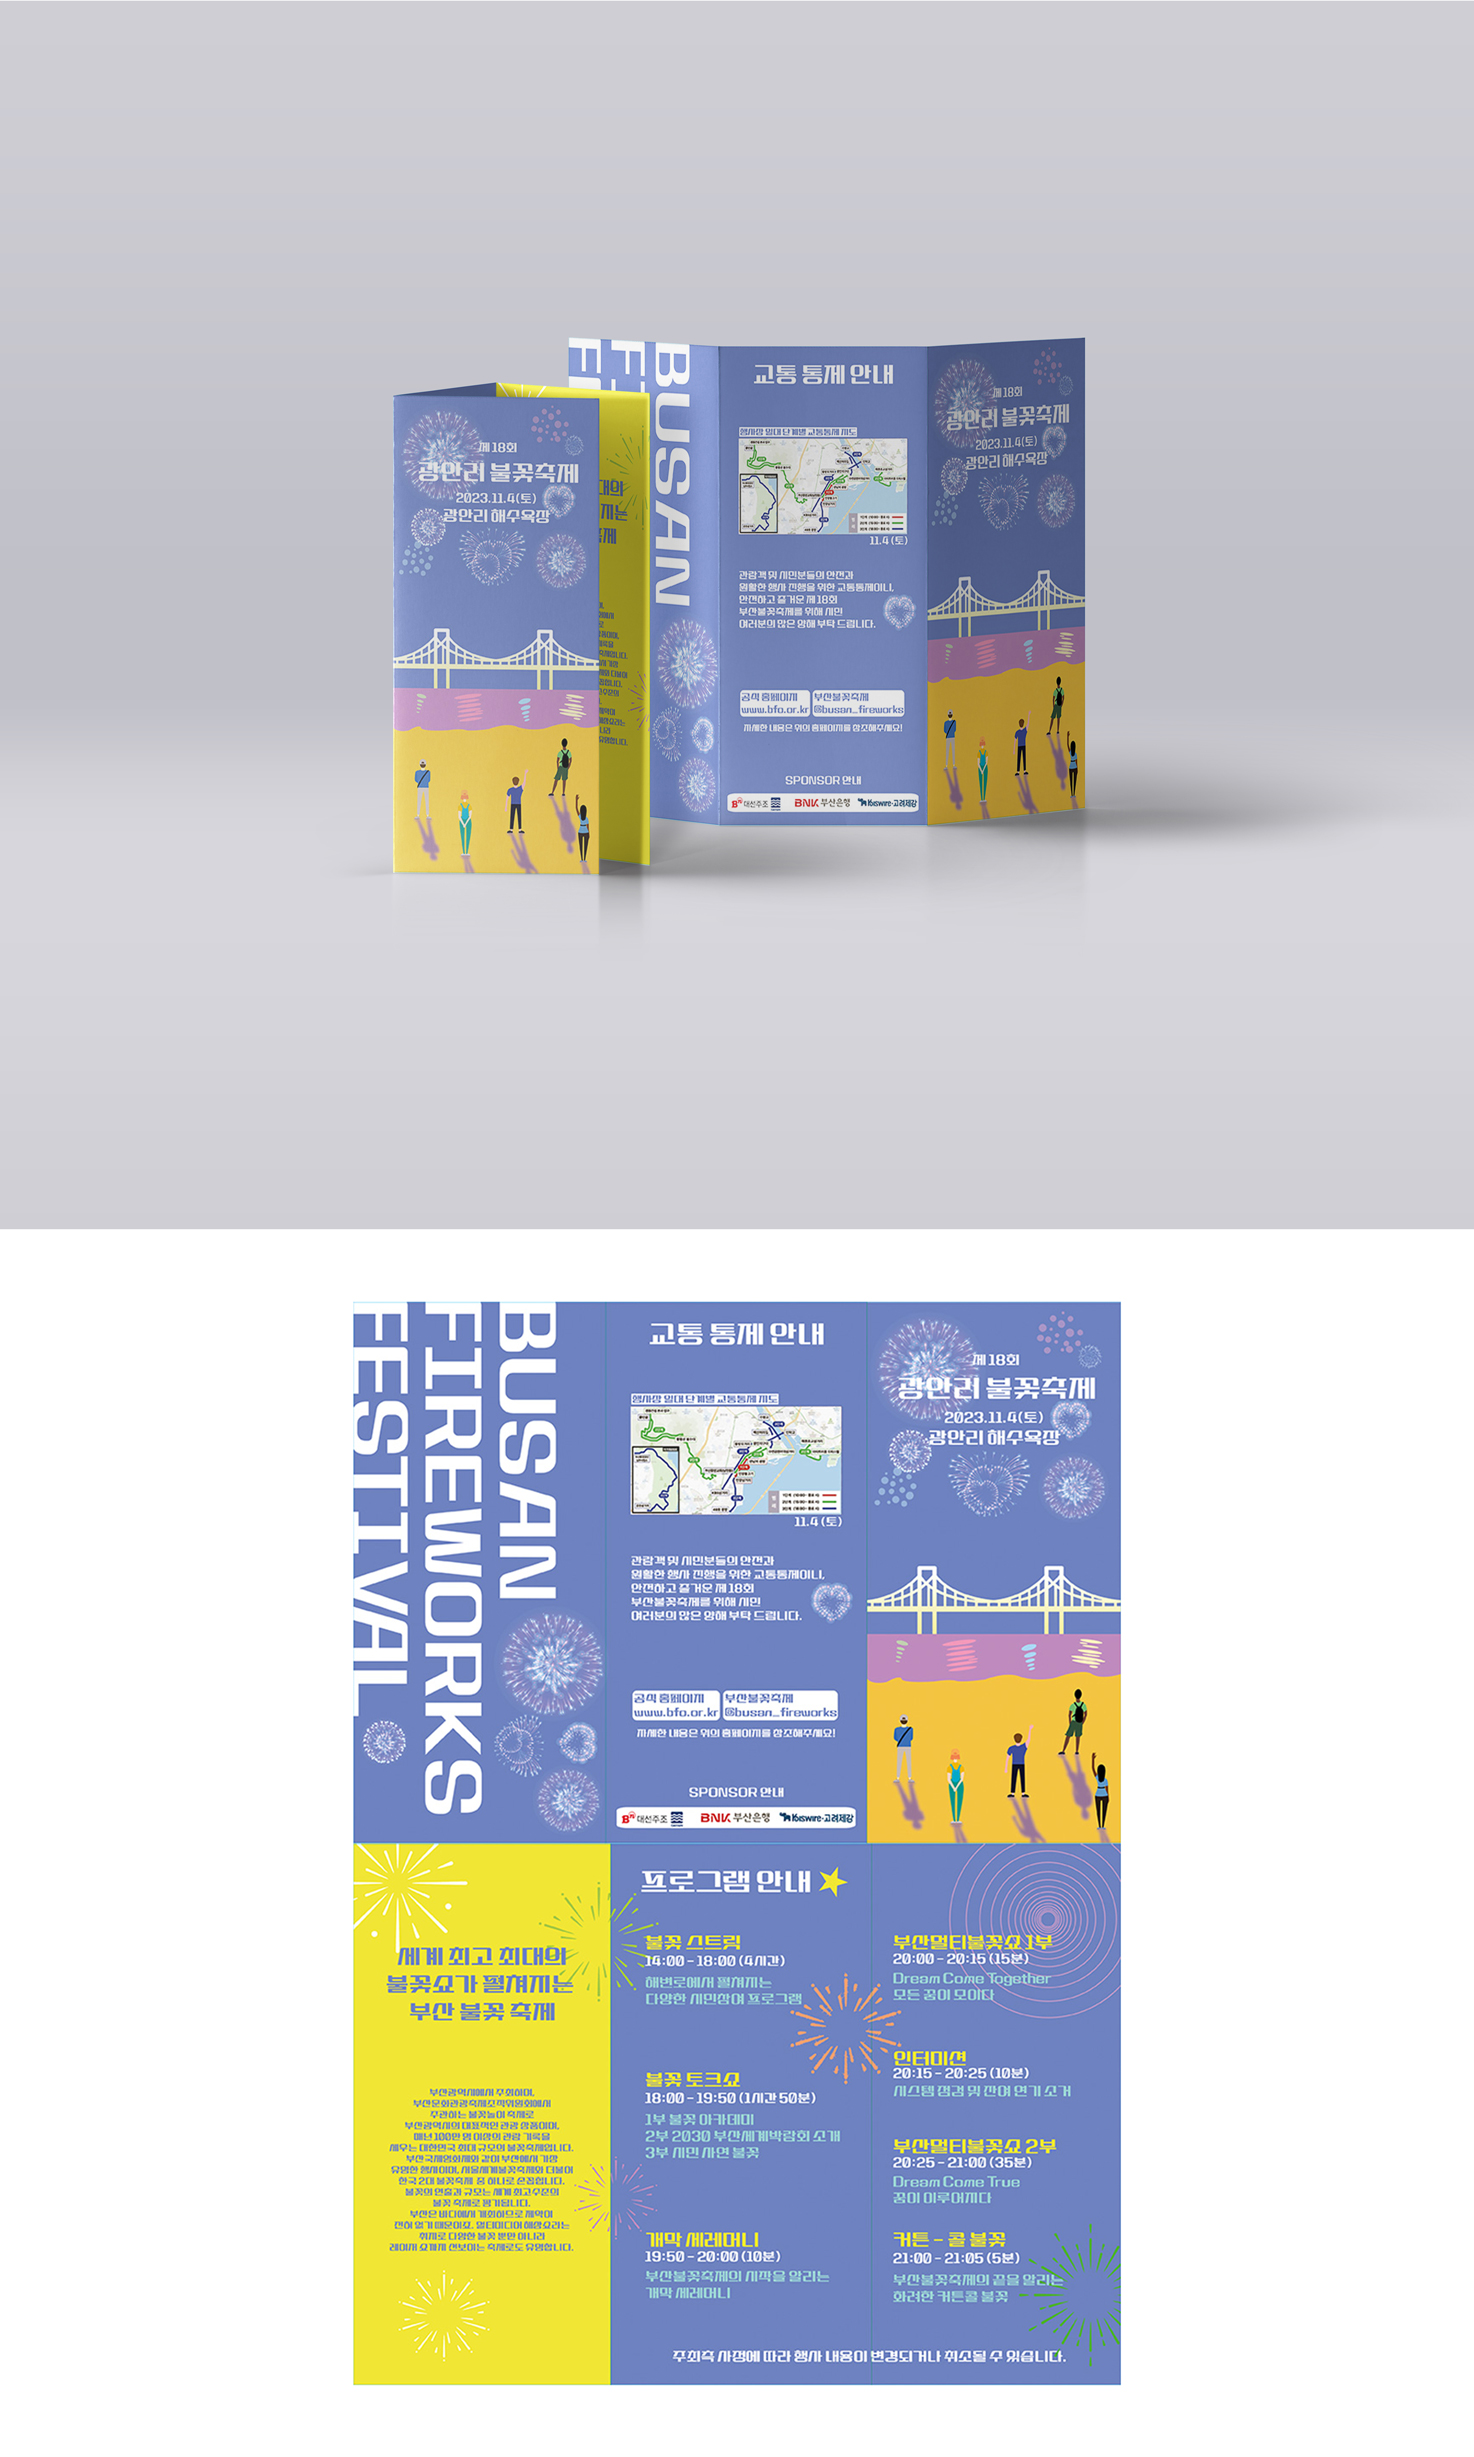 BUSAN
FI
FE
교통 통제 안내
행사장 일대 단계별 교통통제 지도
11.4 (토)
관람객 및 시민분들의 안전과
원활한 행사 진행을 위한 교통통제이니,
안전하고 즐거운 제18회
부산불꽃축제를 위해 시민
여러분의 많은 양해 부탁 드립니다.
공식 홈페이지
www.bfo.or.kr
부산불꽃축제
@busan_fireworks
자세한 내용은 위의 홈페이지를 참조해주세요!
SPONSOR 안내
대선주조
BNK 부산은행
Kiswire·고려제강
제18회
광안리 불꽃축제
2023.11.4(토)
광안리 해수욕장
제18회
광안리 불꽃축제
2023.11.4(토)
광안리 해수욕장
BUSAN
FIREWORKS
FESTIVAL
교통 통제 안내
행사장 일대 단계별 교통통제 지도
11.4 (토)
관람객 및 시민분들의 안전과
원활한 행사 진행을 위한 교통통제이니,
안전하고 즐거운 제18회
부산불꽃축제를 위해 시민
여러분의 많은 양해 부탁 드립니다.
공식 홈페이지
www.bfo.or.kr
부산불꽃축제
@busan_fireworks
자세한 내용은 위의 홈페이지를 참조해주세요!
SPONSOR 안내
대선주조
BNK 부산은행
Kiswire·고려제강
제18회
광안리 불꽃축제
2023.11.4(토)
광안리 해수욕장
세계 최고 최대의
불꽃쇼가 펼쳐지는
부산 불꽃 축제
부산광역시에서 주최하며,
부산문화관광축제조직위원회에서
주관하는 불꽃놀이 축제로
부산광역시의 대표적인 관광 상품이며,
매년 100만 명 이상의 관람 기록을
세우는 대한민국 최대 규모의 불꽃축제입니다.
부산국제영화제와 같이 부산에서 가장
유명한 행사이며, 서울세계불꽃축제와 더불어
한국 2대 불꽃축제 중 하나로 손꼽힙니다.
불꽃의 연출과 규모는 세계 최고수준의
불꽃 축제로 평가됩니다.
부산은 바다에서 개최하므로 제약이
전혀 없기 때문이죠. 멀티미디어 해상쇼라는
취지로 다양한 불꽃 뿐만 아니라
레이저 쇼까지 선보이는 축제로도 유명합니다.
프로그램 안내
불꽃 스트릿
14:00 - 18:00 (4시간)
해변로에서 펼쳐지는
다양한 시민참여 프로그램
불꽃 토크쇼
18:00 - 19:50 (1시간 50분)
1부 불꽃 아카데미
2부 2030 부산세계박람회 소개
3부 시민 사연 불꽃
개막 세레머니
19:50 - 20:00 (10분)
부산불꽃축제의 시작을 알리는
개막 세레머니
부산멀티불꽃쇼 1부
20:00 - 20:15 (15분)
Dream Come Together
모든 꿈이 모이다
인터미션
20:15 - 20:25 (10분)
시스템 점검 및 잔여 연기 소거
부산멀티불꽃쇼 2부
20:25 - 21:00 (35분)
Dream Come True
꿈이 이루어지다
커튼 - 콜 불꽃
21:00 - 21:05 (5분)
부산불꽃축제의 끝을 알리는
화려한 커튼콜 불꽃
주최측 사정에 따라 행사 내용이 변경되거나 취소될 수 있습니다.